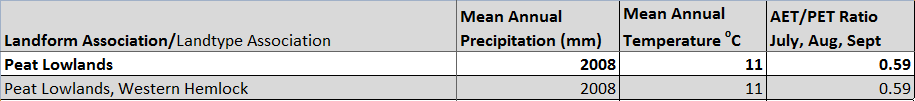 Landform Association/Landtype Association Mean Annual Precipitation (mm) Mean Annual Temperature °C AET/PET Ratio July, Aug, Sept
Peat Lowlands 2008 11 0.59
Peat Lowlands, Western Hemlock 2008 11 0.59